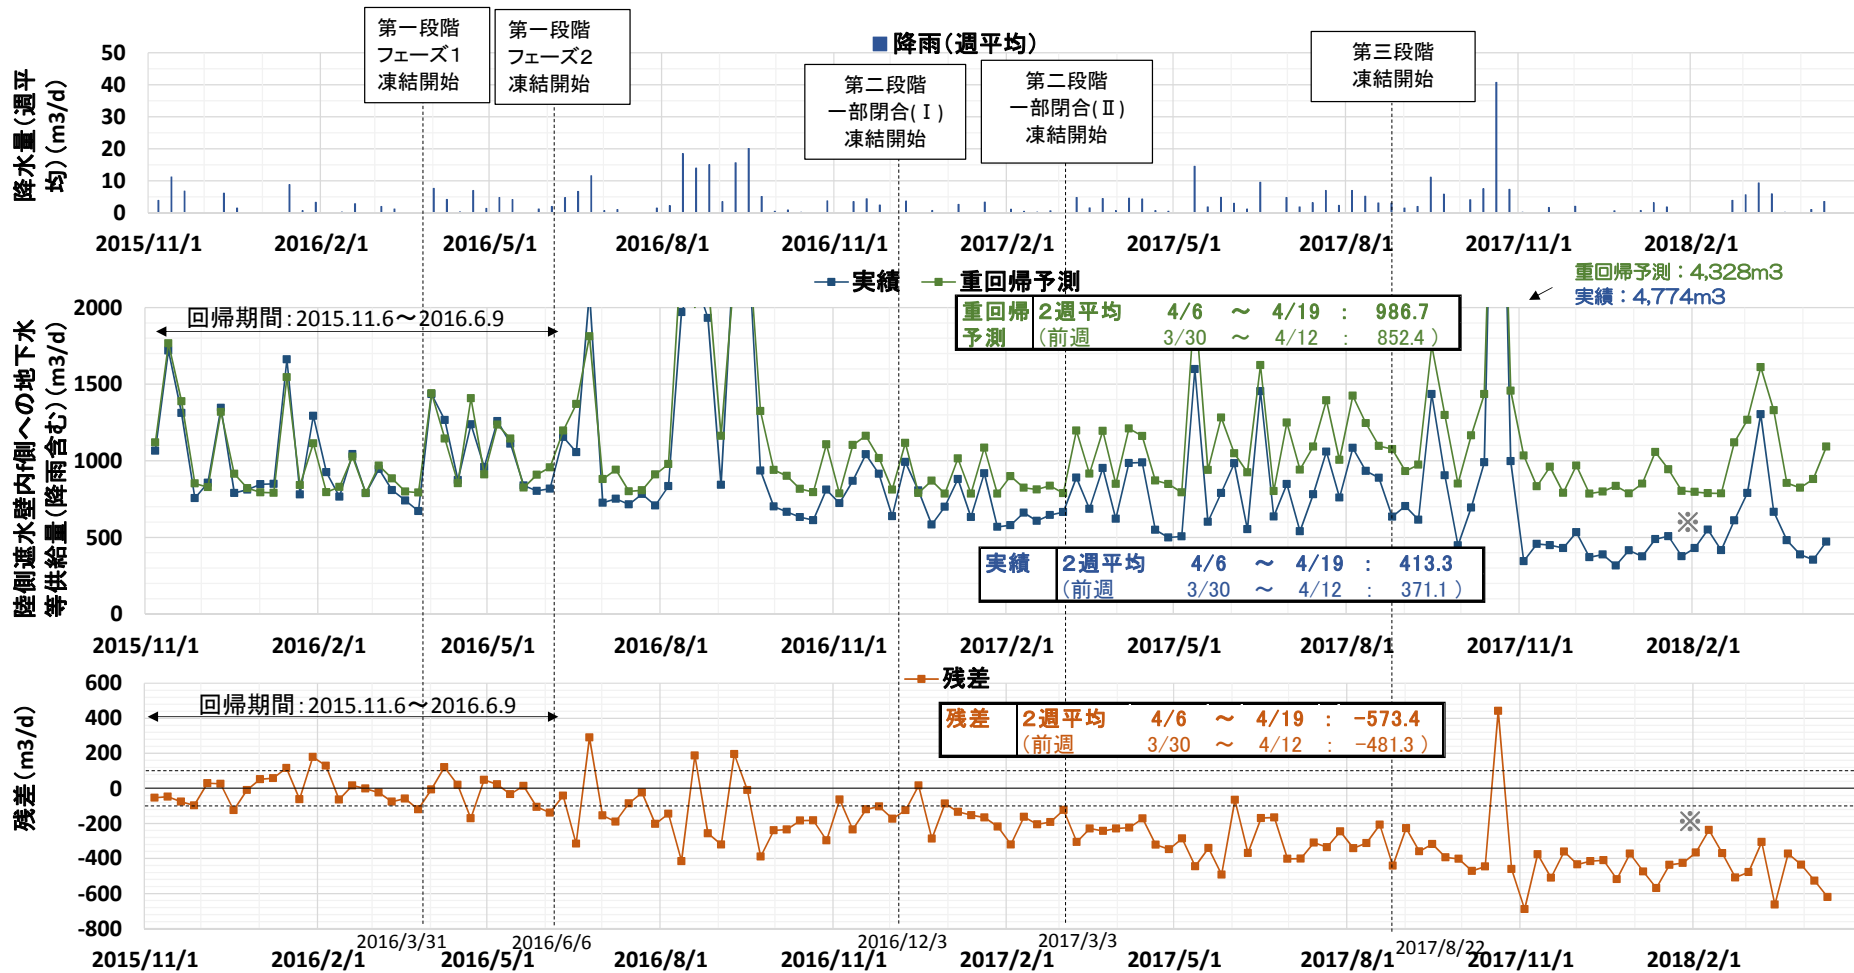 第一段階
フェーズ1
凍結開始
第一段階
フェーズ2
凍結開始
降雨(週平均)
第二段階
一部閉合(Ⅰ)
凍結開始
第二段階
一部閉合(Ⅱ)
凍結開始
第三段階
凍結開始
降水量(週平均)(m3/d)
50
40
30
20
10
0
2015/11/1 2016/2/1 2016/5/1 2016/8/1 2016/11/1 2017/2/1 2017/5/1 2017/8/1 2017/11/1 2018/2/1
実績 重回帰予測
重回帰予測:4,328m3
実績:4,774m3
陸側遮水壁内側への地下水等供給量(降雨含む)(m3/d)
2000
1500
1000
500
0
回帰期間:2015.11.6～2016.6.9
重回帰 2週平均 4/6 ～ 4/19 : 986.7
予測 (前週 3/30 ～ 4/12 : 852.4 )
※
実績 2週平均 4/6 ～ 4/19 : 413.3
(前週 3/30 ～ 4/12 : 371.1 )
2015/11/1 2016/2/1 2016/5/1 2016/8/1 2016/11/1 2017/2/1 2017/5/1 2017/8/1 2017/11/1 2018/2/1
残差
残差(m3/d)
600
400
200
0
-200
-400
-600
-800
回帰期間:2015.11.6～2016.6.9
残差 2週平均 4/6 ～ 4/19 : -573.4
(前週 3/30 ～ 4/12 : -481.3 )
※
2016/3/31 2016/6/6 2016/12/3 2017/3/3 2017/8/22
2015/11/1 2016/2/1 2016/5/1 2016/8/1 2016/11/1 2017/2/1 2017/5/1 2017/8/1 2017/11/1 2018/2/1